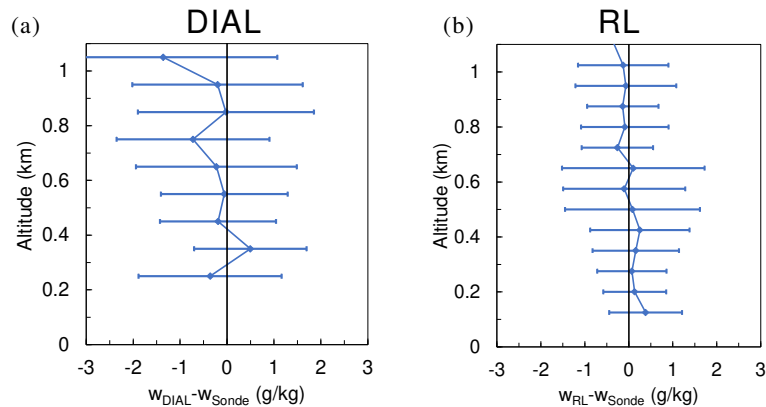 (a) DIAL
1
0.8
0.6
0.4
0.2
0
Altitude (km)
-3 -2 -1 0 1 2 3
wDIAL-wSonde (g/kg)
(b) RL
1
0.8
0.6
0.4
0.2
0
Altitude (km)
-3 -2 -1 0 1 2 3
wRL-wSonde (g/kg)